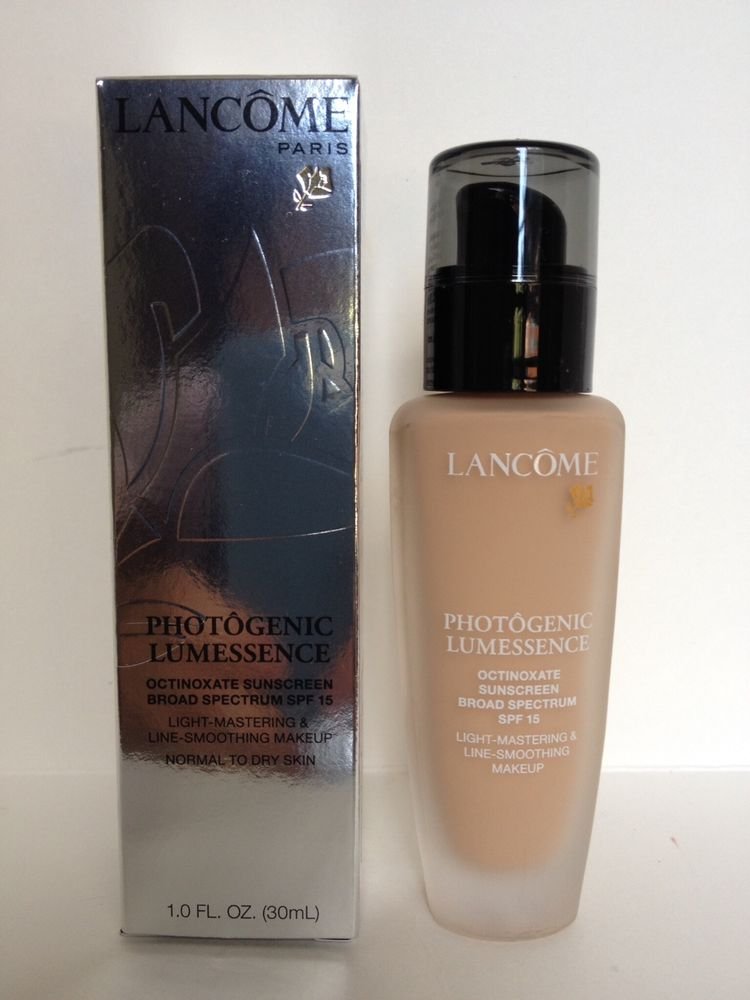 LANCÔME
PARIS
PHOTÔGENIC
LUMESSENCE
OCTINOXATE SUNSCREEN
BROAD SPECTRUM SPF 15
LIGHT-MASTERING &
LINE-SMOOTHING MAKEUP
NORMAL TO DRY SKIN
1.0 FL. OZ. (30mL)
LANCÔME
PHOTÔGENIC
LUMESSENCE
OCTINOXATE
SUNSCREEN
BROAD SPECTRUM
SPF 15
LIGHT-MASTERING &
LINE-SMOOTHING
MAKEUP